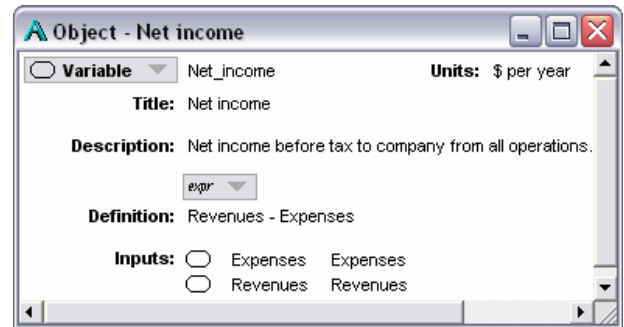 Object - Net income
Variable Net_income Units: $ per year
Title: Net income
Description: Net income before tax to company from all operations.
expr
Definition: Revenues - Expenses
Inputs: Expenses Expenses
Revenues Revenues